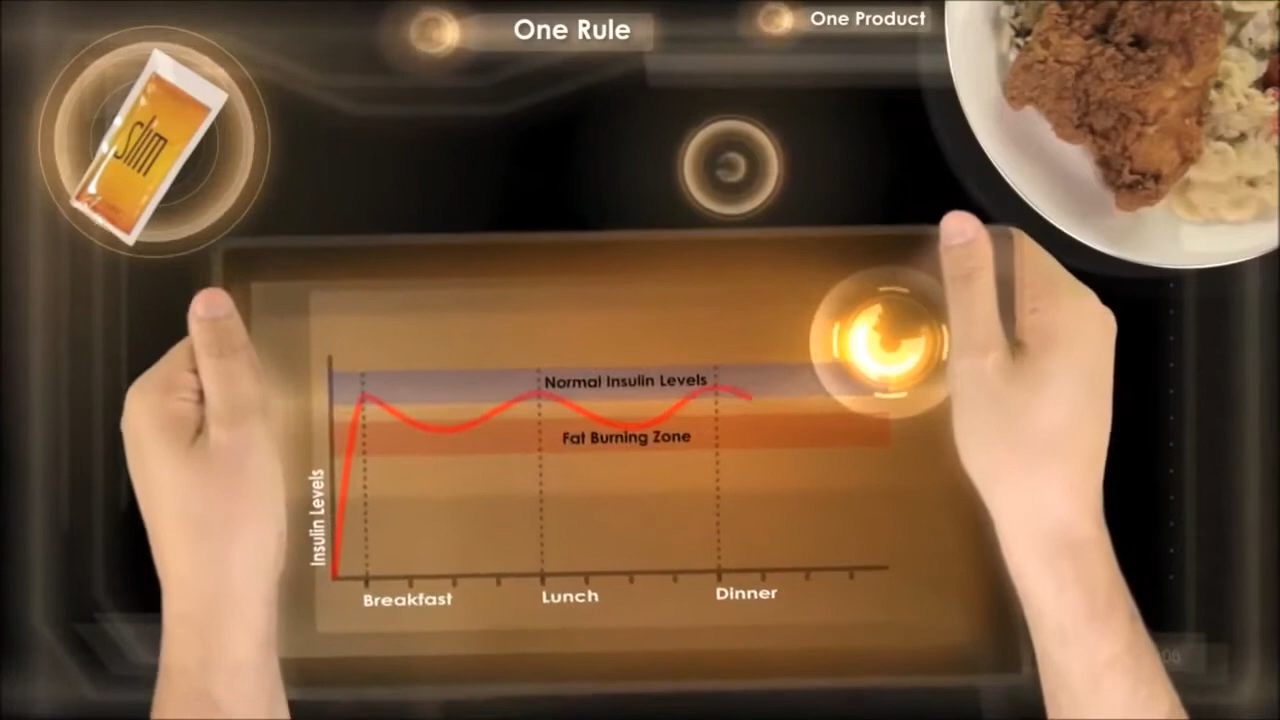 One Rule
One Product
slim
Normal Insulin Levels
Fat Burning Zone
Insulin Levels
Breakfast
Lunch
Dinner